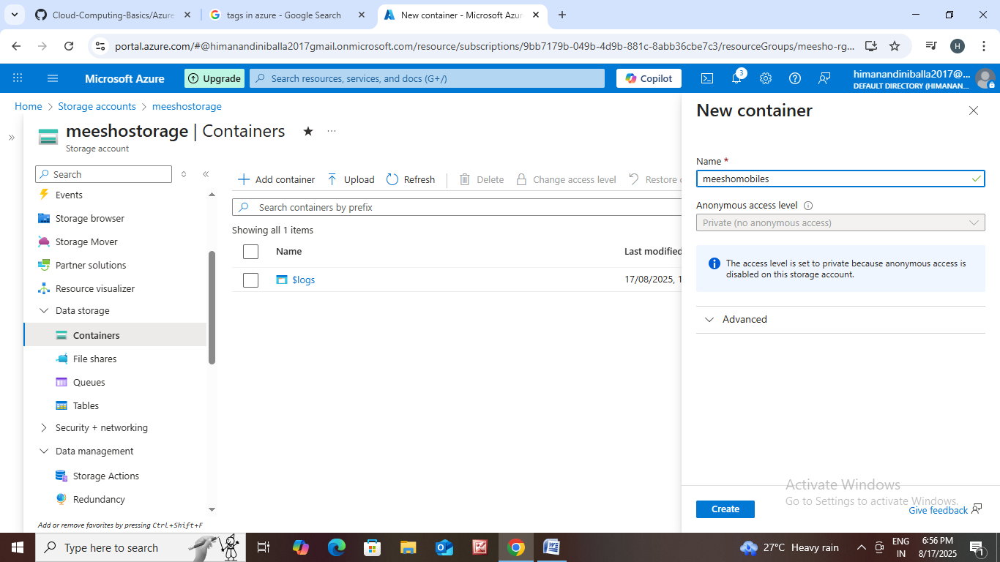 Cloud-Computing-Basics/Azure
tags in azure - Google Search
New container - Microsoft Azur
portal.azure.com/#@himanandiniballa2017gmail.onmicrosoft.com/resource/subscriptions/9bb7179b-049b-4d9b-881c-8abb36cbe7c3/resourceGroups/meesho-rg...
H
Microsoft Azure
Upgrade
Search resources, services, and docs (G+/)
Copilot
3
himanandiniballa2017@...
DEFAULT DIRECTORY (HIMANAN...
Home > Storage accounts > meeshostorage
meeshostorage | Containers
Storage account
Search
Events
Storage browser
Storage Mover
Partner solutions
Resource visualizer
Data storage
Containers
File shares
Queues
Tables
Security + networking
Data management
Storage Actions
Redundancy
Add or remove favorites by pressing Ctrl+Shift+F
Add container
Upload
Refresh
Delete
Change access level
Restore
Search containers by prefix
Showing all 1 items
Name
Last modified
$logs
17/08/2025, 1
New container
Name *
meeshomobiles
Anonymous access level
Private (no anonymous access)
The access level is set to private because anonymous access is
disabled on this storage account.
Advanced
Activate Windows
Go to Settings to activate Windows.
Create
Give feedback
Type here to search
27°C Heavy rain
ENG
IN
6:56 PM
8/17/2025
1